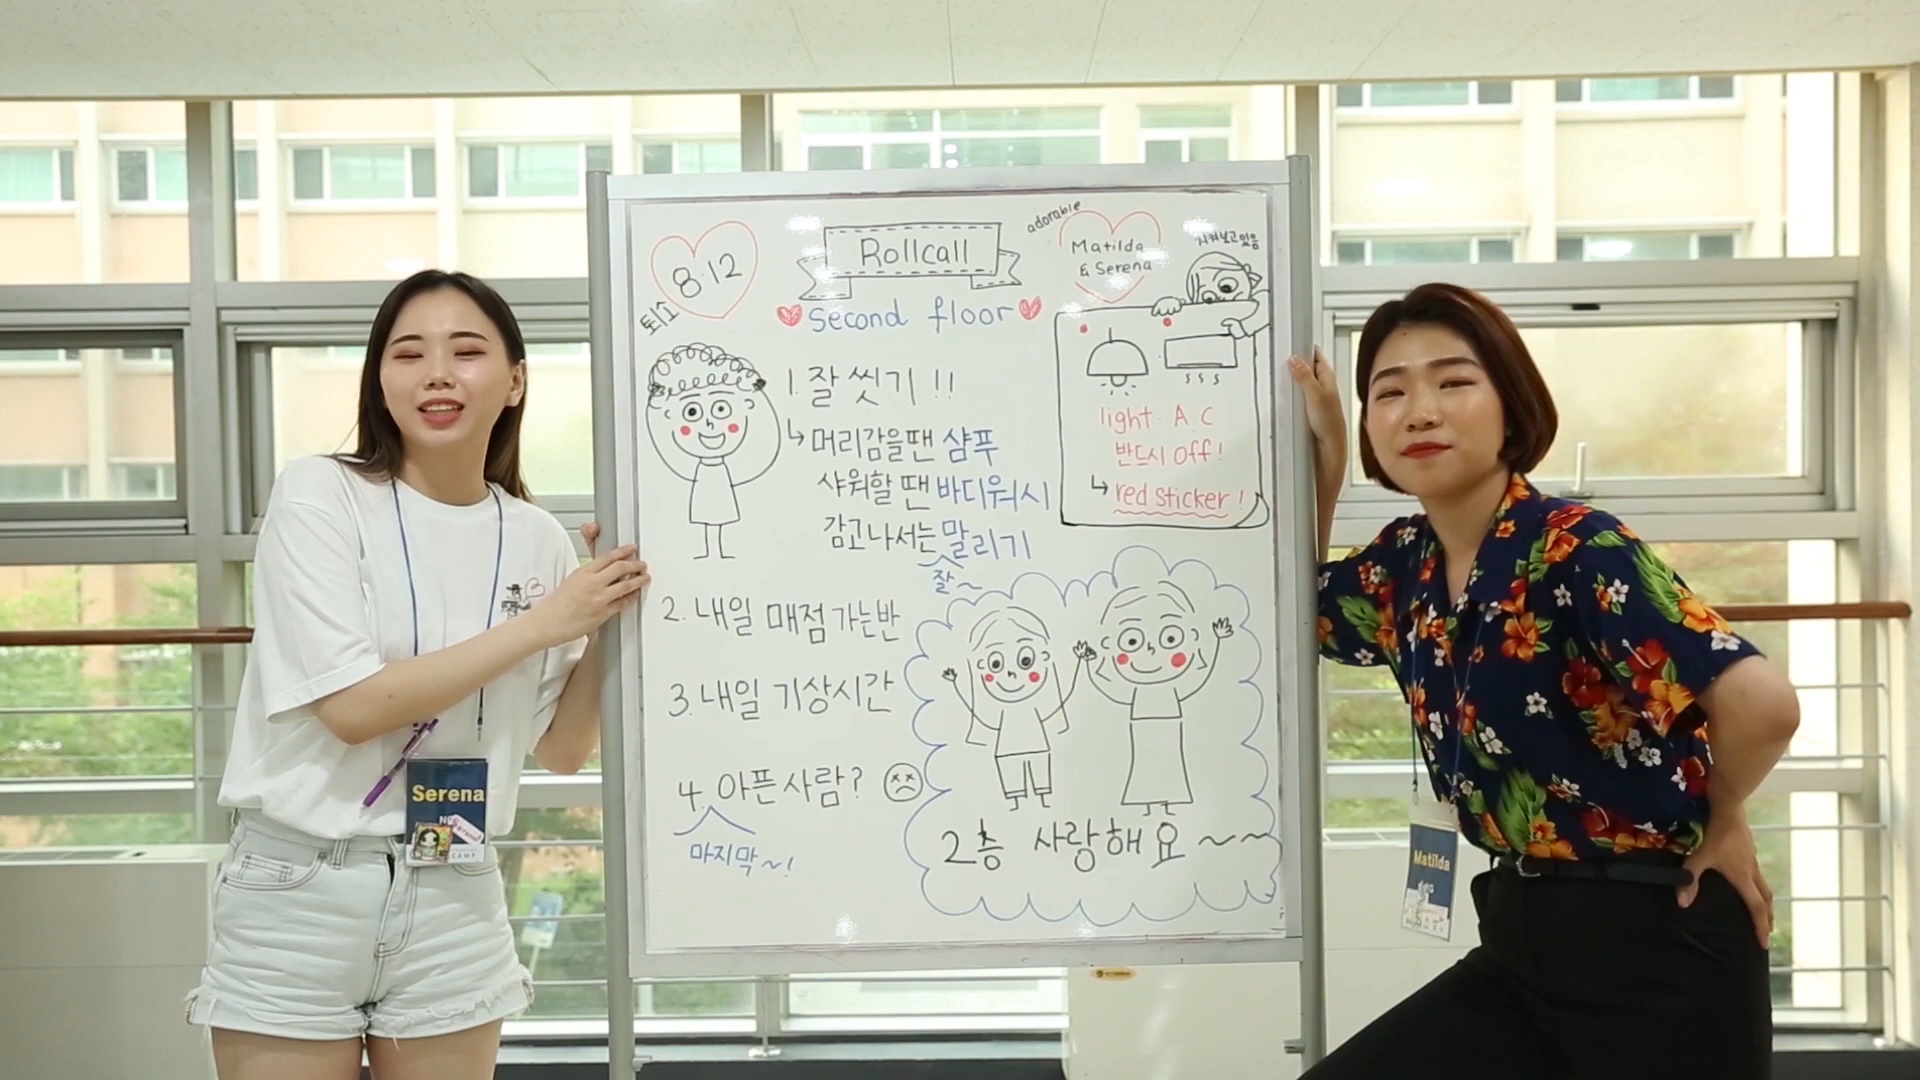 8.12
퇴소
Rollcall
♥ Second floor ♥
adorable
Matilda
& Serena
지켜보고있음
1. 잘 씻기 !!
↳ 머리감을땐 샴푸
샤워할 땐 바디워시
감고나서는 말리기
잘~
light. A.C
반드시 off!
↳ red sticker!
2. 내일 매점가는반
3. 내일 기상시간
4. 아픈사람?
마지막~!
2층 사랑해요~~
Serena
CAMP
Matilda